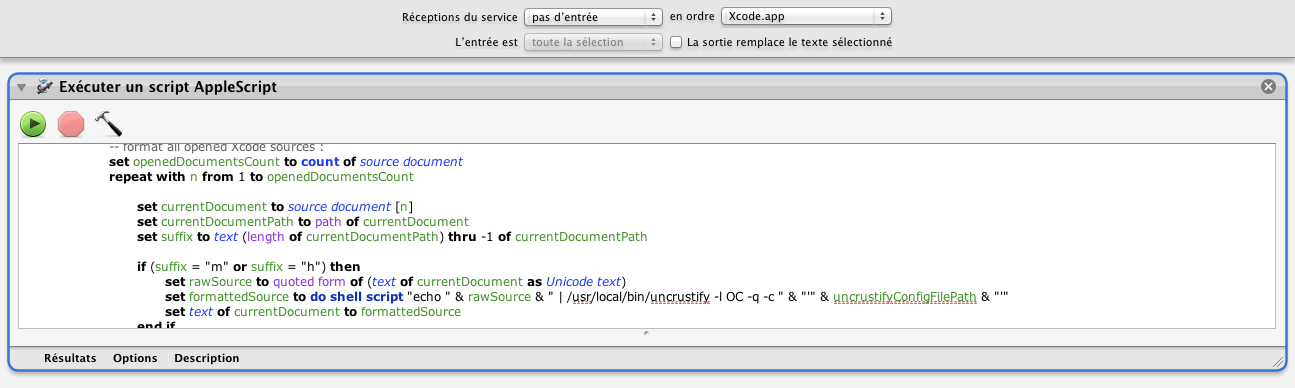 Réceptions du service pas d'entrée en ordre Xcode.app
L'entrée est toute la sélection La sortie remplace le texte sélectionné
Exécuter un script AppleScript
-- format all opened Xcode sources :
set openedDocumentsCount to count of source document
repeat with n from 1 to openedDocumentsCount
set currentDocument to source document [n]
set currentDocumentPath to path of currentDocument
set suffix to text (length of currentDocumentPath) thru -1 of currentDocumentPath
if (suffix = "m" or suffix = "h") then
set rawSource to quoted form of (text of currentDocument as Unicode text)
set formattedSource to do shell script "echo " & rawSource & " | /usr/local/bin/uncrustify -l OC -q -c " & "'" & uncrustifyConfigFilePath & "'"
set text of currentDocument to formattedSource
end if
Résultats Options Description